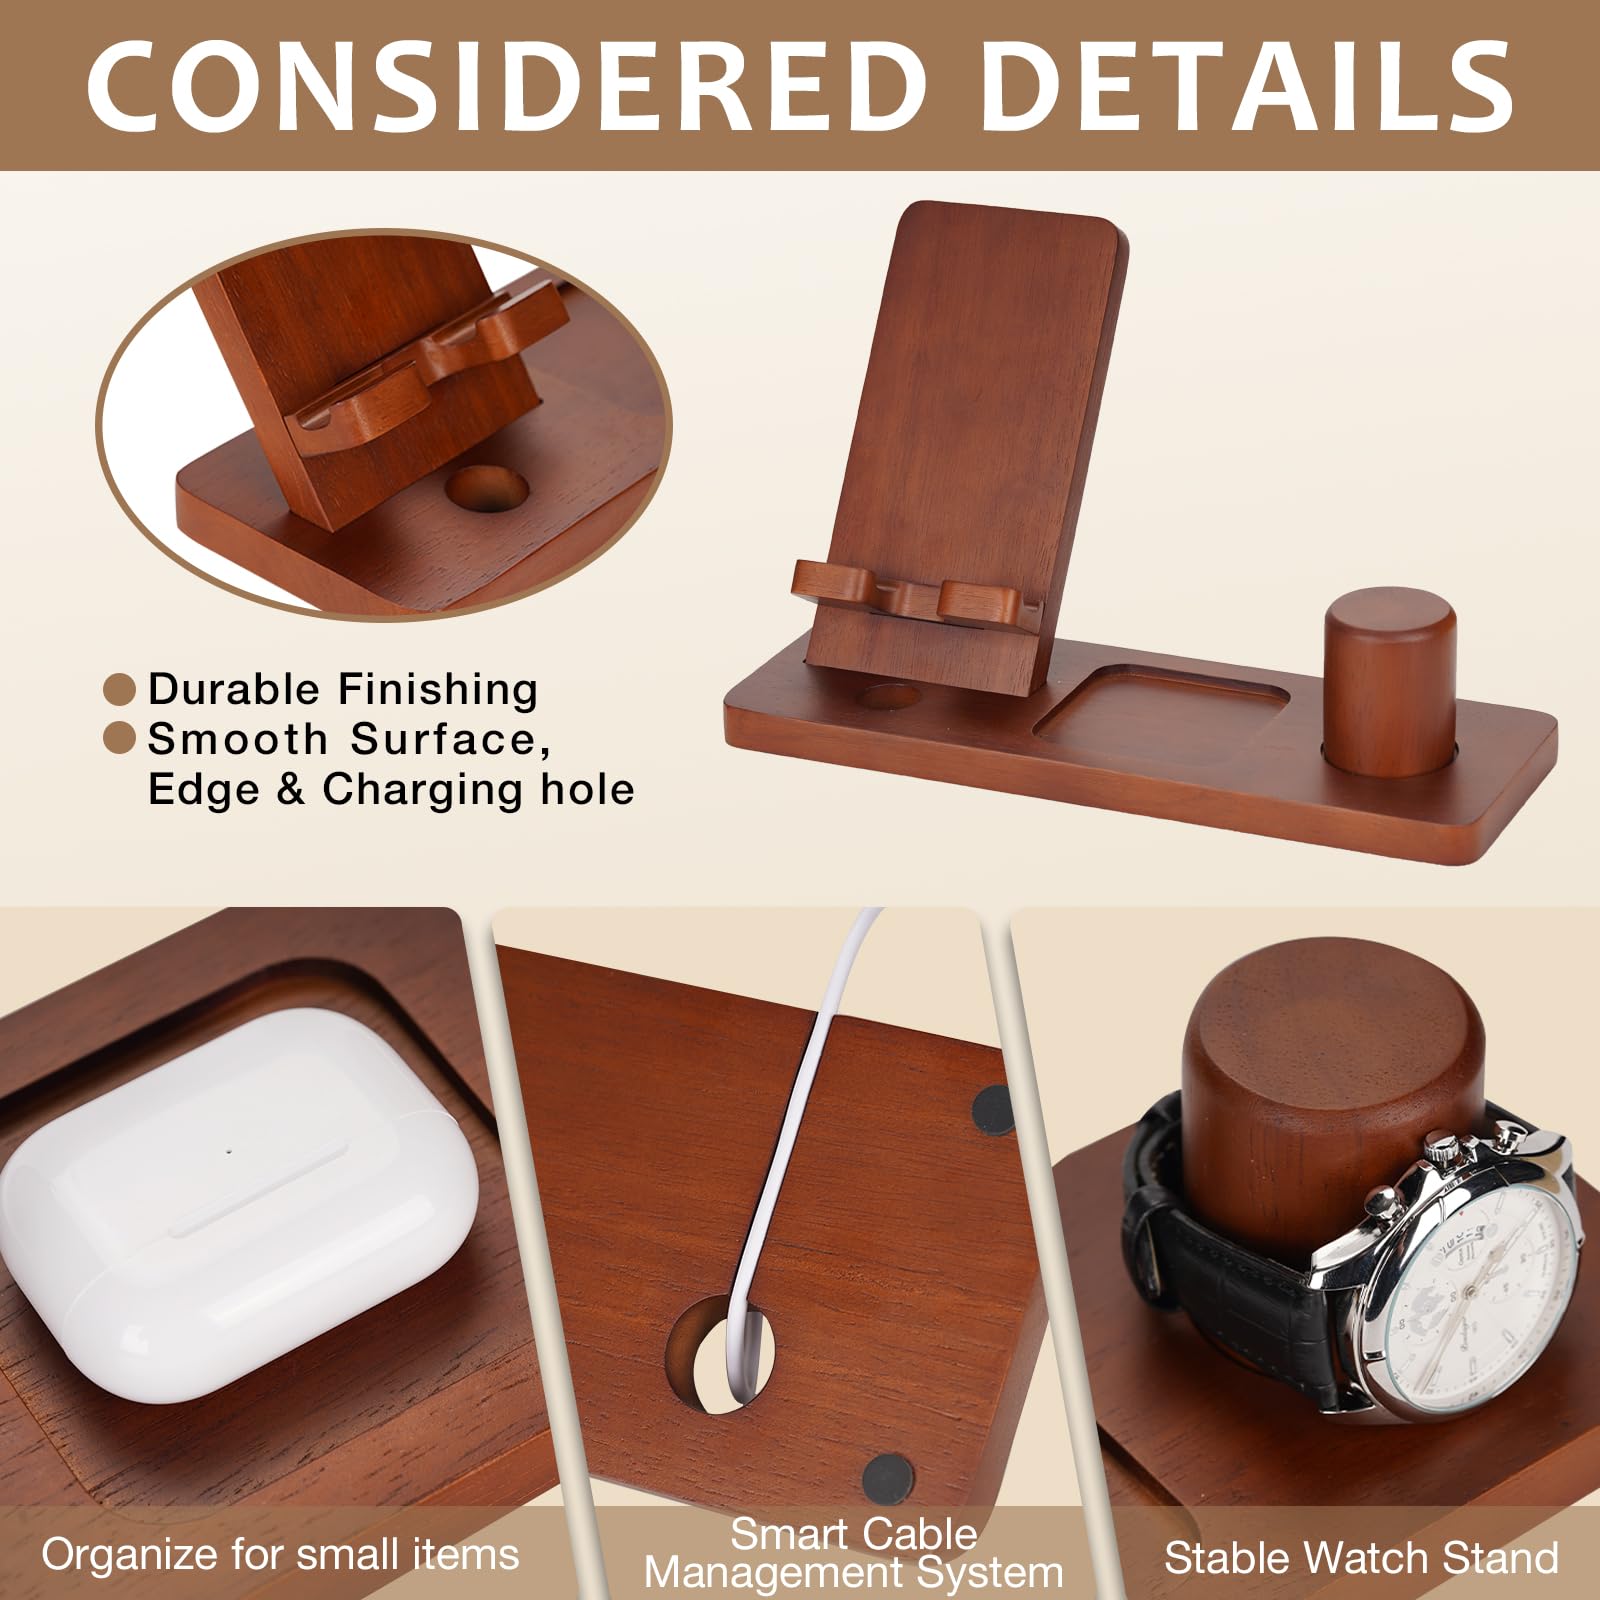 CONSIDERED DETAILS
Durable Finishing
Smooth Surface,
Edge & Charging hole
Organize for small items
Smart Cable
Management System
Stable Watch Stand